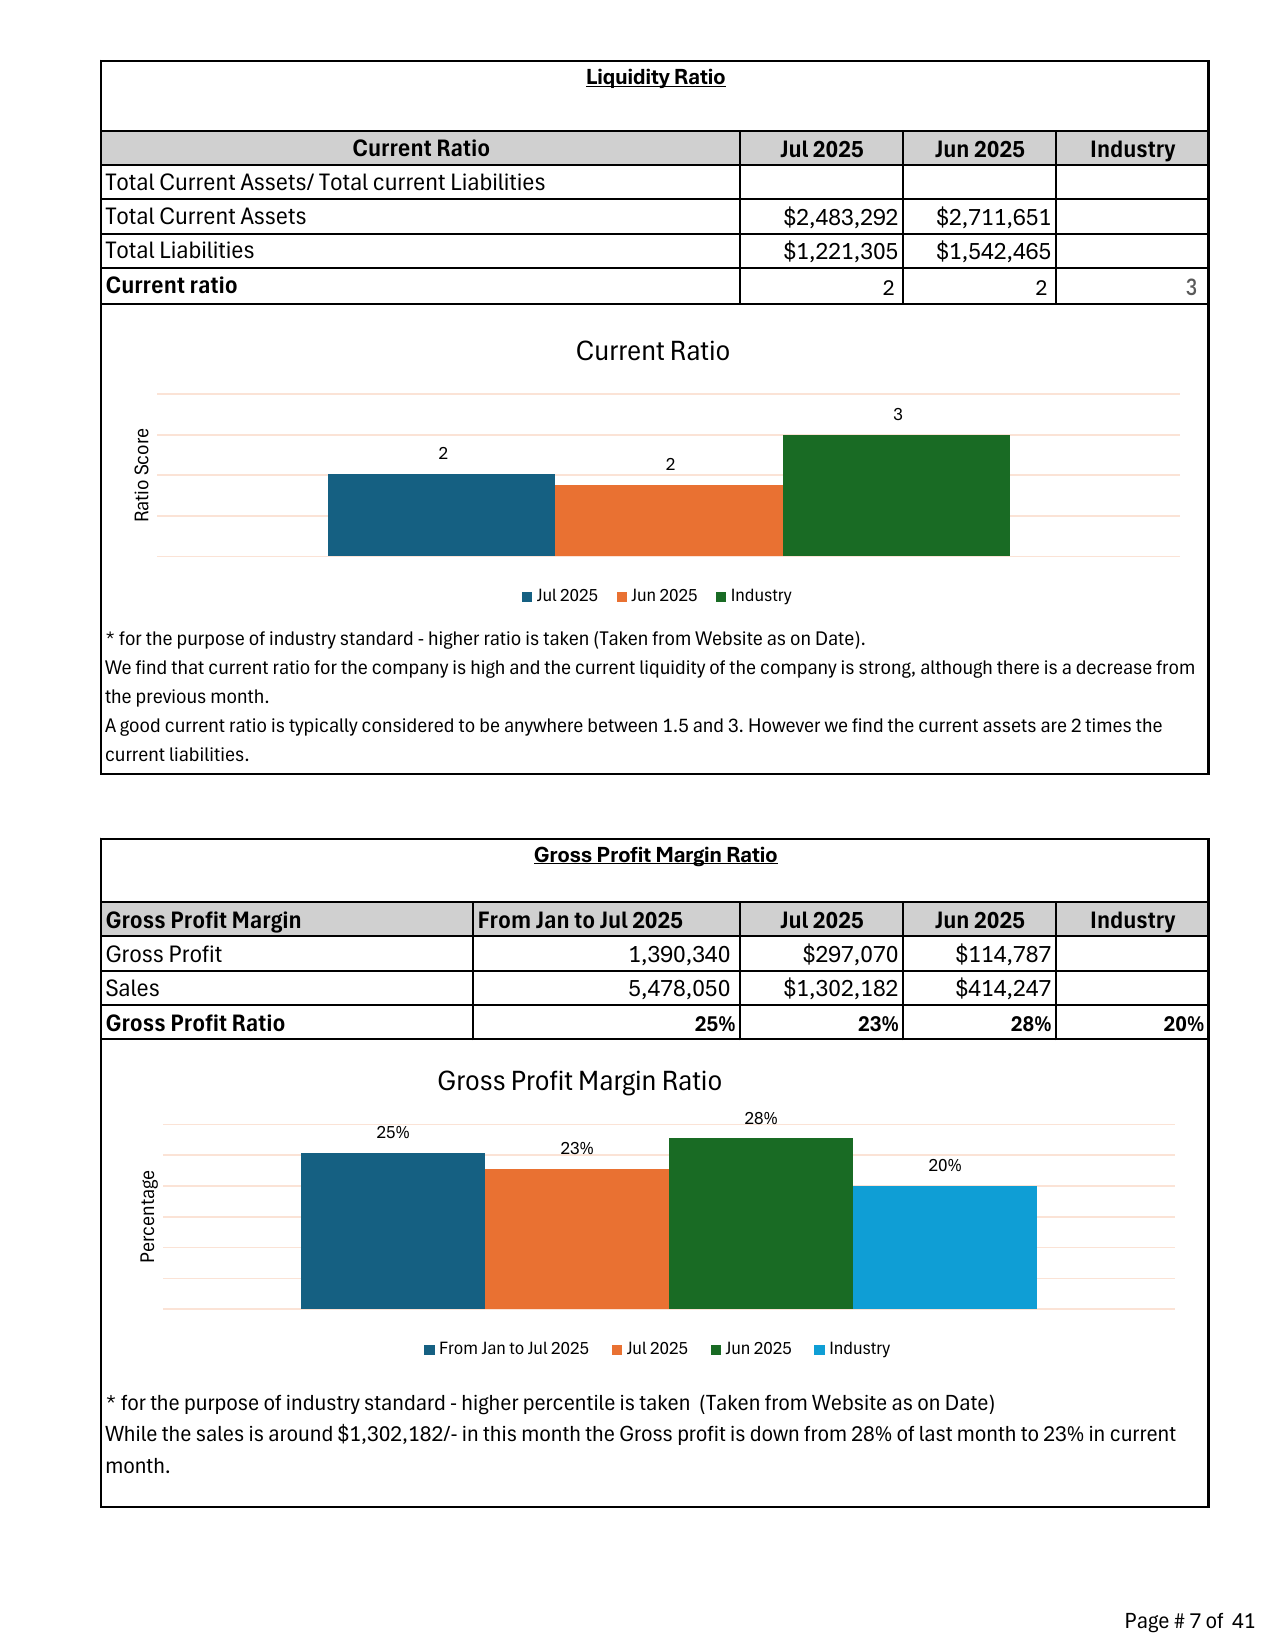 Liquidity Ratio
Current Ratio Jul 2025 Jun 2025 Industry
Total Current Assets/ Total current Liabilities
Total Current Assets $2,483,292 $2,711,651
Total Liabilities $1,221,305 $1,542,465
Current ratio 2 2 3
Current Ratio
Ratio Score
2 2 3
Jul 2025 Jun 2025 Industry
* for the purpose of industry standard - higher ratio is taken (Taken from Website as on Date).
We find that current ratio for the company is high and the current liquidity of the company is strong, although there is a decrease from
the previous month.
A good current ratio is typically considered to be anywhere between 1.5 and 3. However we find the current assets are 2 times the
current liabilities.
Gross Profit Margin Ratio
Gross Profit Margin From Jan to Jul 2025 Jul 2025 Jun 2025 Industry
Gross Profit 1,390,340 $297,070 $114,787
Sales 5,478,050 $1,302,182 $414,247
Gross Profit Ratio 25% 23% 28% 20%
Gross Profit Margin Ratio
Percentage
25% 23% 28% 20%
From Jan to Jul 2025 Jul 2025 Jun 2025 Industry
* for the purpose of industry standard - higher percentile is taken  (Taken from Website as on Date)
While the sales is around $1,302,182/- in this month the Gross profit is down from 28% of last month to 23% in current
month.
Page # 7 of 41